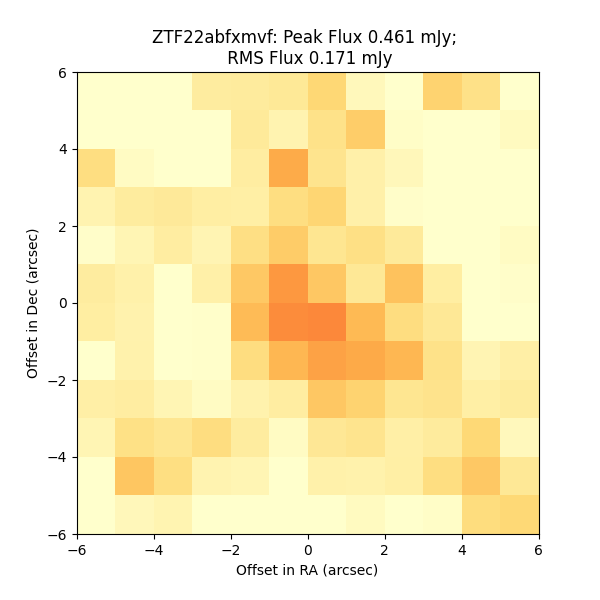 ZTF22abfxmvf: Peak Flux 0.461 mJy;
RMS Flux 0.171 mJy
6
4
2
0
−2
−4
−6
Offset in Dec (arcsec)
−6 −4 −2 0 2 4 6
Offset in RA (arcsec)